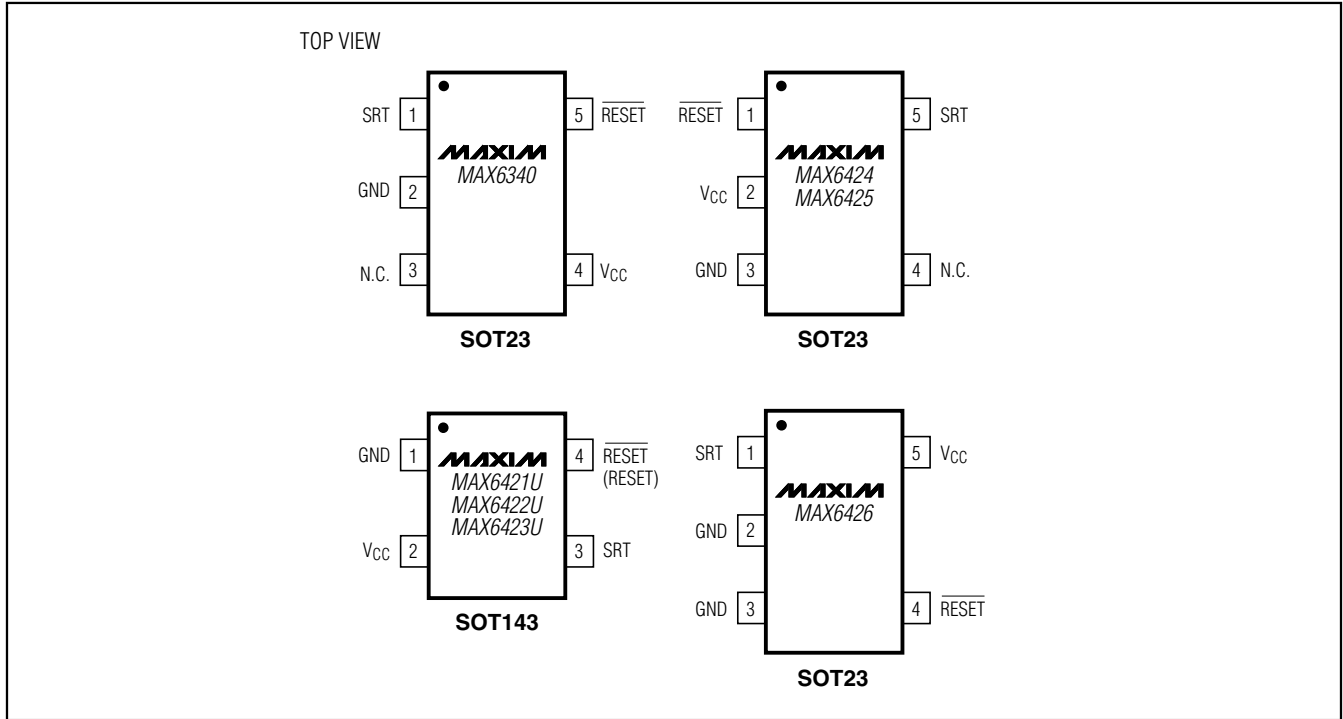 TOP VIEW
SRT 1
5 RESET
MAXIM
MAX6340
GND 2
N.C. 3
4 VCC
SOT23
RESET 1
5 SRT
MAXIM
MAX6424
MAX6425
VCC 2
GND 3
4 N.C.
SOT23
GND 1
4 RESET
(RESET)
MAXIM
MAX6421U
MAX6422U
MAX6423U
VCC 2
3 SRT
SOT143
SRT 1
5 VCC
MAXIM
MAX6426
GND 2
GND 3
4 RESET
SOT23